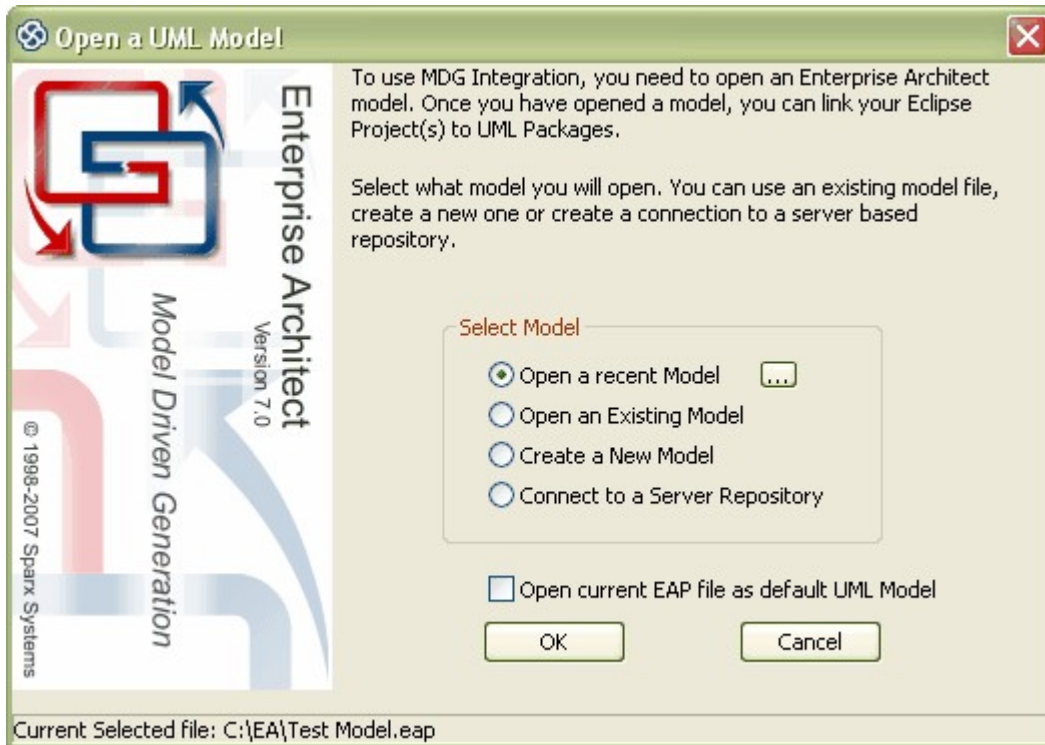 Open a UML Model
Enterprise Architect
Version 7.0
Model Driven Generation
© 1998-2007 Sparx Systems
To use MDG Integration, you need to open an Enterprise Architect
model. Once you have opened a model, you can link your Eclipse
Project(s) to UML Packages.
Select what model you will open. You can use an existing model file,
create a new one or create a connection to a server based
repository.
Select Model
Open a recent Model ...
Open an Existing Model
Create a New Model
Connect to a Server Repository
Open current EAP file as default UML Model
OK Cancel
Current Selected file: C:\EA\Test Model.eap